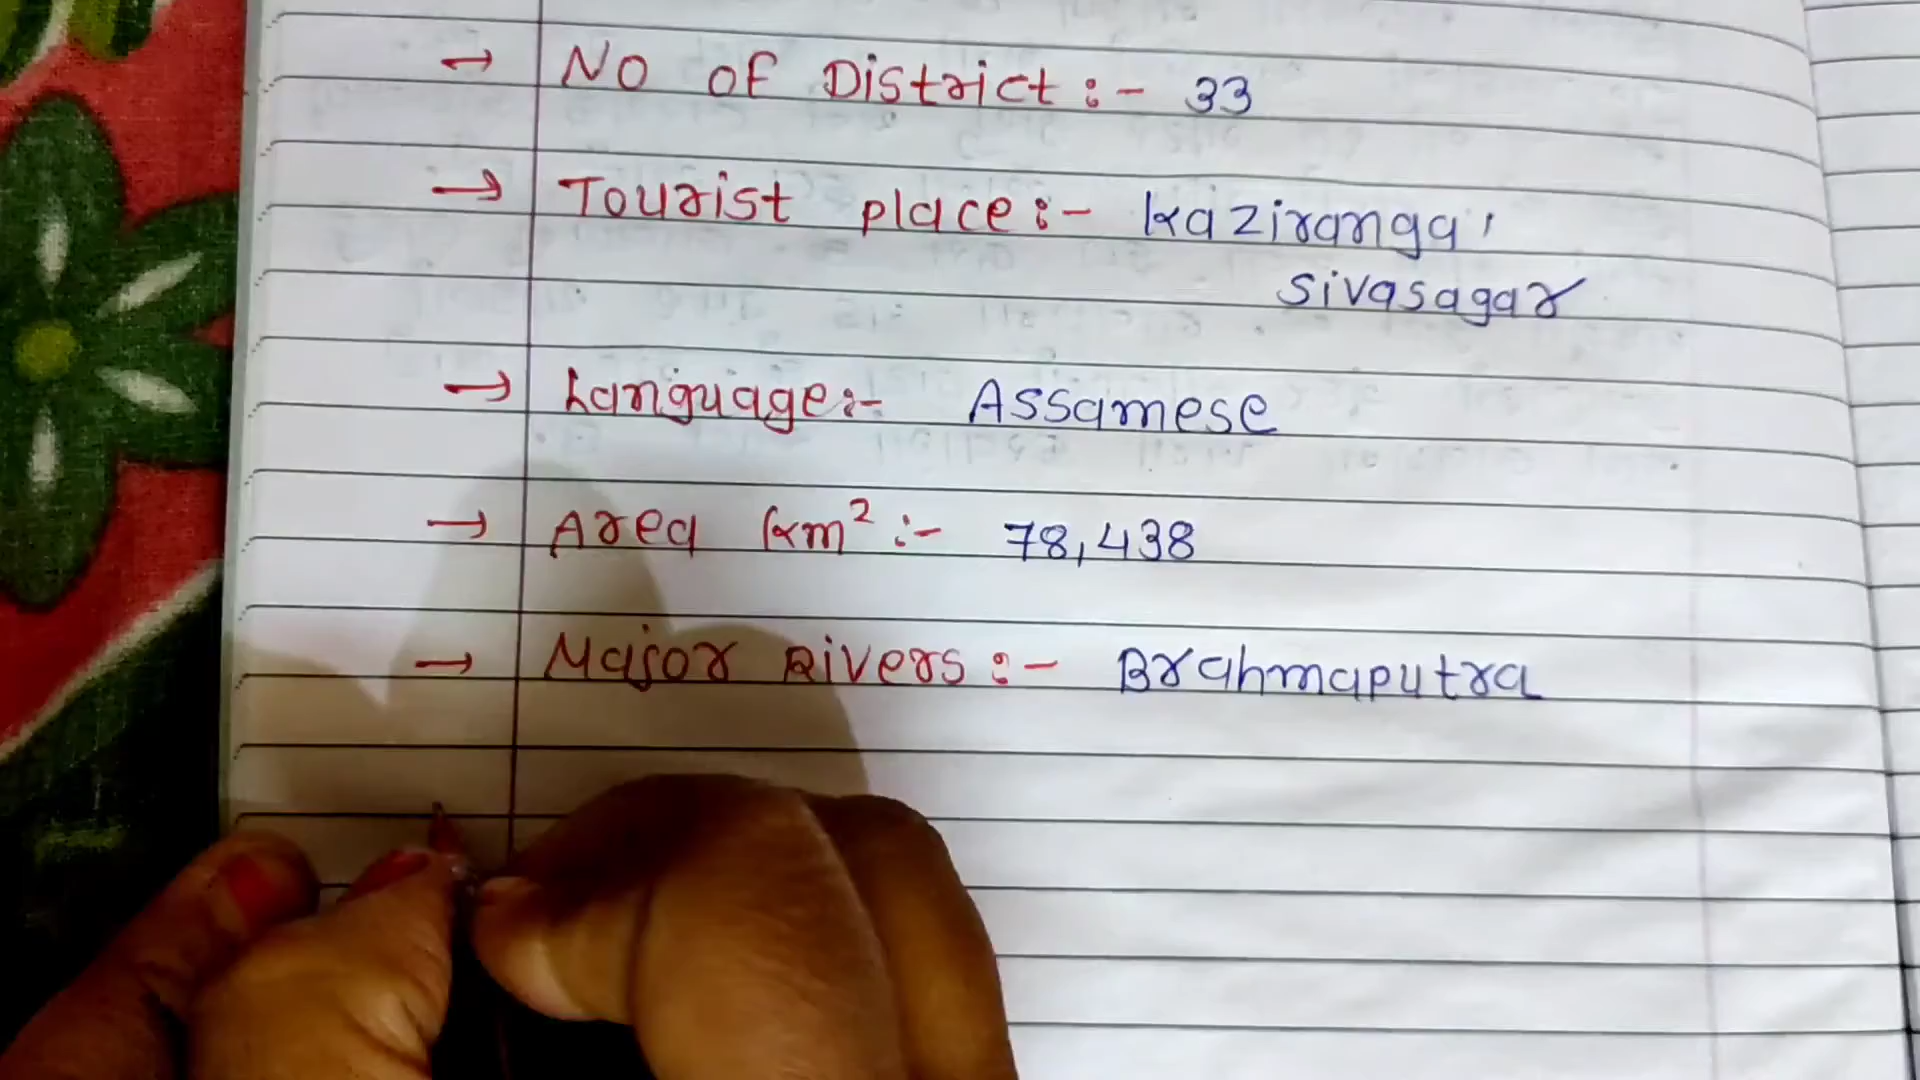 → No of District :- 33
→ Tourist place :- Kaziranga,
Sivasagar
→ Language :- Assamese
→ Area km² :- 78,438
→ Major Rivers :- Brahmaputra